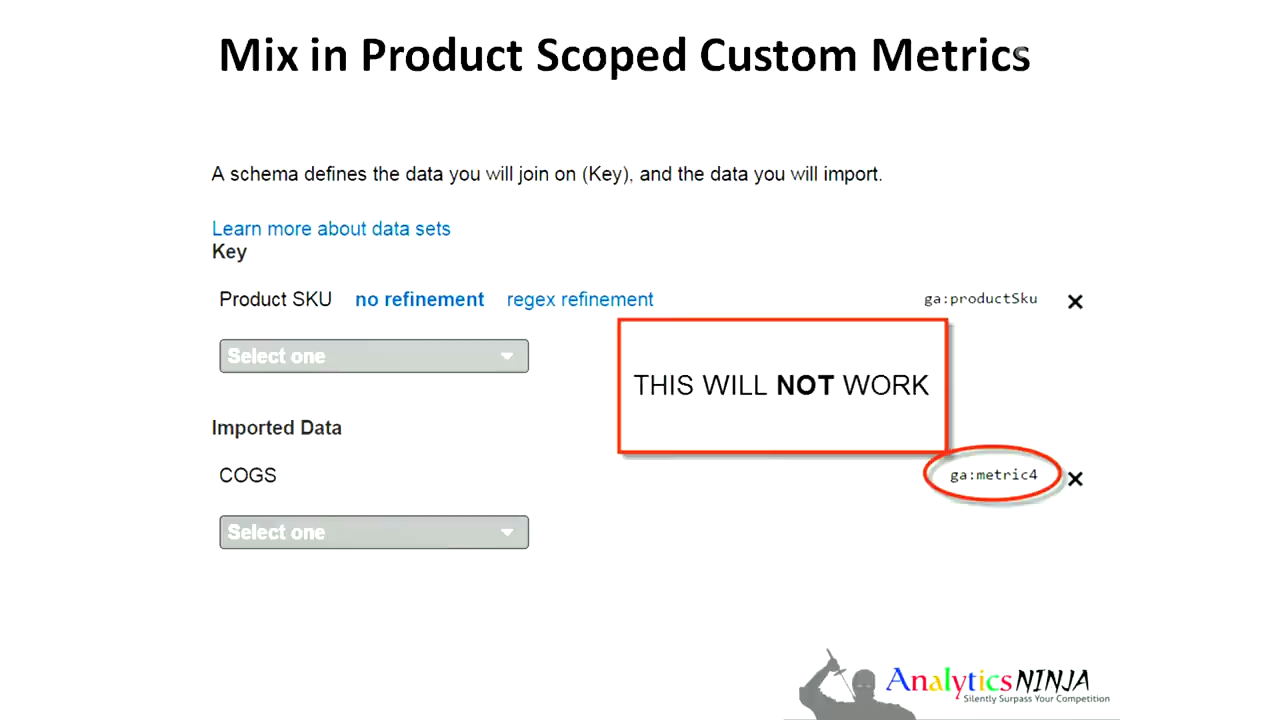 Mix in Product Scoped Custom Metrics
A schema defines the data you will join on (Key), and the data you will import.
Learn more about data sets
Key
Product SKU no refinement regex refinement ga:productSku ×
Select one
THIS WILL NOT WORK
Imported Data
COGS ga:metric4 ×
Select one
AnalyticsNINJA
Silently Surpass Your Competition